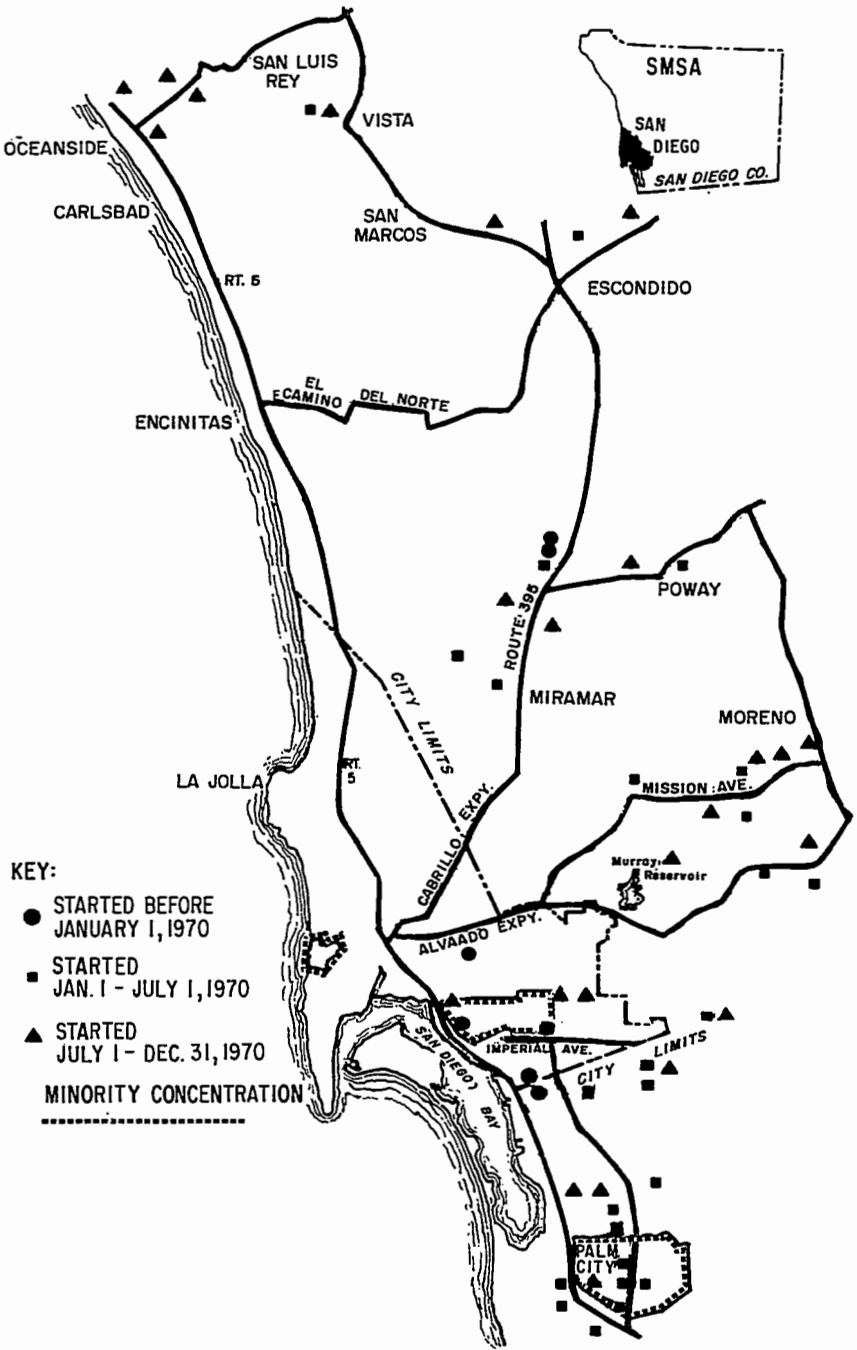 SAN LUIS
REY
SMSA
SAN
DIEGO
SAN DIEGO CO.
VISTA
OCEANSIDE
CARLSBAD
SAN
MARCOS
RT. 5
ESCONDIDO
EL
CAMINO DEL NORTE
ENCINITAS
ROUTE 395
POWAY
MIRAMAR
CITY LIMITS
MORENO
RT.
5
LA JOLLA
MISSION AVE.
CABRILLO EXPY.
Murray
Reservoir
ALVAADO EXPY.
KEY:
STARTED BEFORE
JANUARY 1, 1970
STARTED
JAN. 1 - JULY 1, 1970
STARTED
JULY 1 - DEC. 31, 1970
MINORITY CONCENTRATION
IMPERIAL AVE.
CITY LIMITS
SAN DIEGO
BAY
PALM
CITY